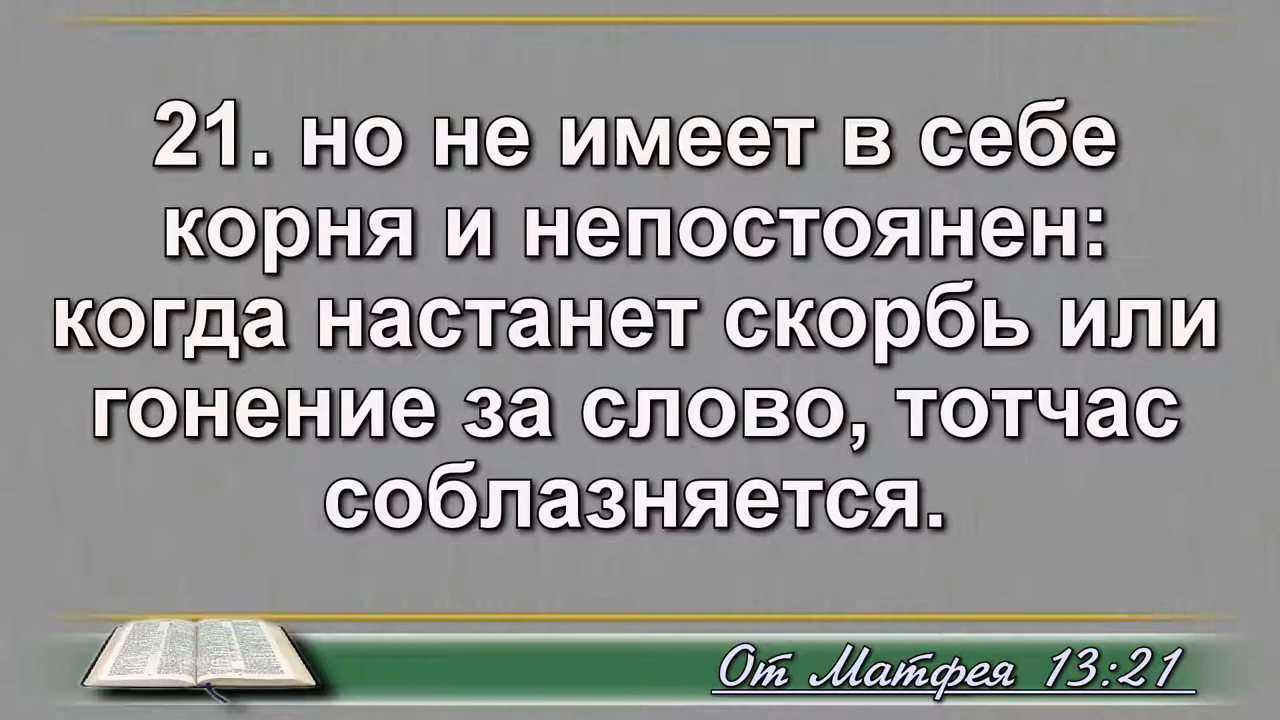 21. но не имеет в себе
корня и непостоянен:
когда настанет скорбь или
гонение за слово, тотчас
соблазняется.
От Матфея 13:21